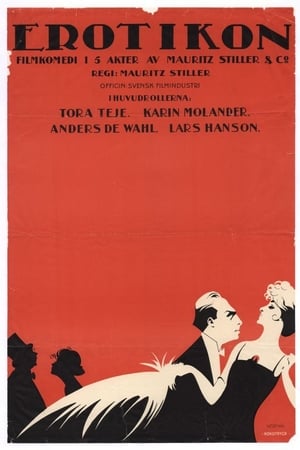 EROTIKON
FILMKOMEDI I 5 AKTER AV MAURITZ STILLER & Co
REGI: MAURITZ STILLER
OFFICIN SVENSK FILMINDUSTRI
I HUVUDROLLERNA:
TORA TEJE. KARIN MOLANDER.
ANDERS DE WAHL. LARS HANSON.